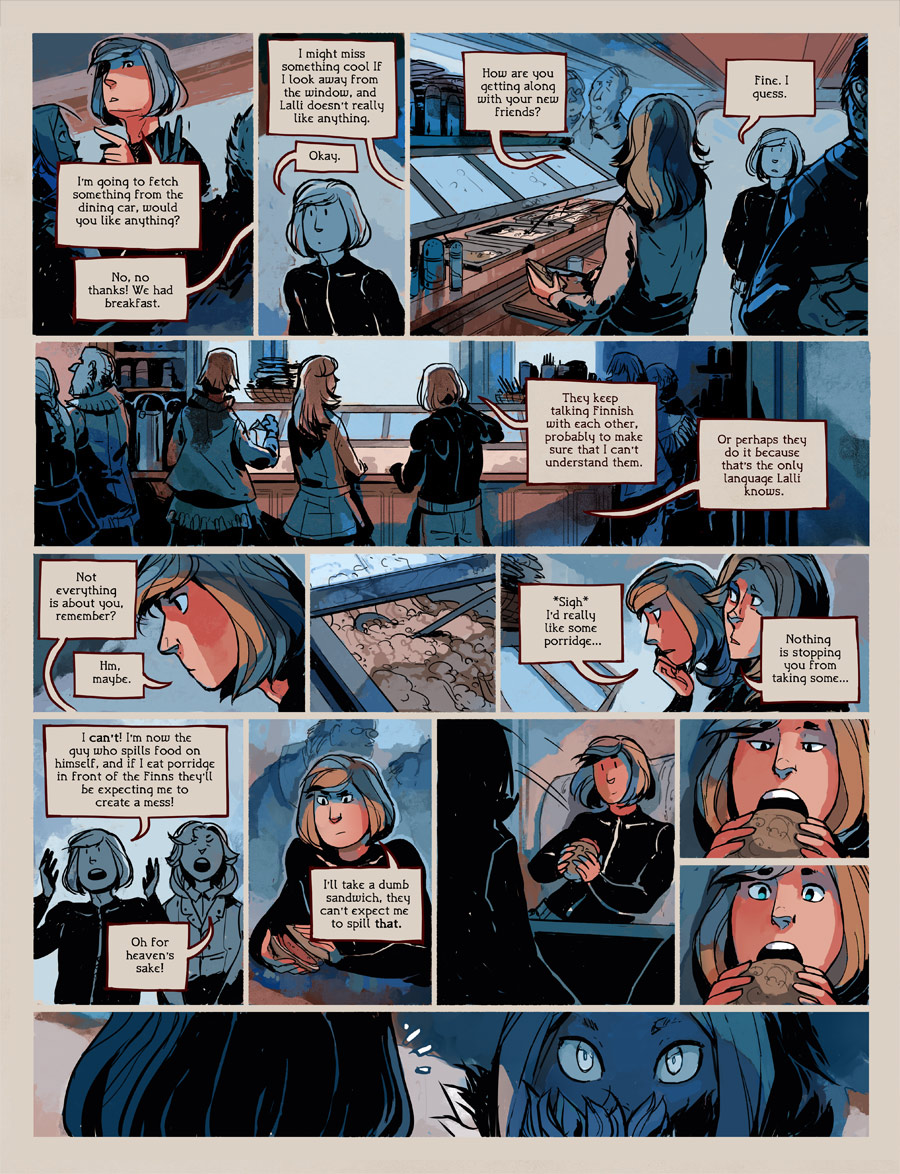 I'm going to fetch
something from the
dining car, would
you like anything?
No, no
thanks! We had
breakfast.
I might miss
something cool If
I look away from
the window, and
Lalli doesn't really
like anything.
Okay.
How are you
getting along
with your new
friends?
Fine. I
guess.
They keep
talking Finnish
with each other,
probably to make
sure that I can't
understand them.
Or perhaps they
do it because
that's the only
language Lalli
knows.
Not
everything
is about you,
remember?
Hm,
maybe.
*Sigh*
I'd really
like some
porridge...
Nothing
is stopping
you from
taking some...
I can't! I'm now the
guy who spills food on
himself, and if I eat porridge
in front of the Finns they'll
be expecting me to
create a mess!
Oh for
heaven's
sake!
I'll take a dumb
sandwich, they
can't expect me
to spill that.